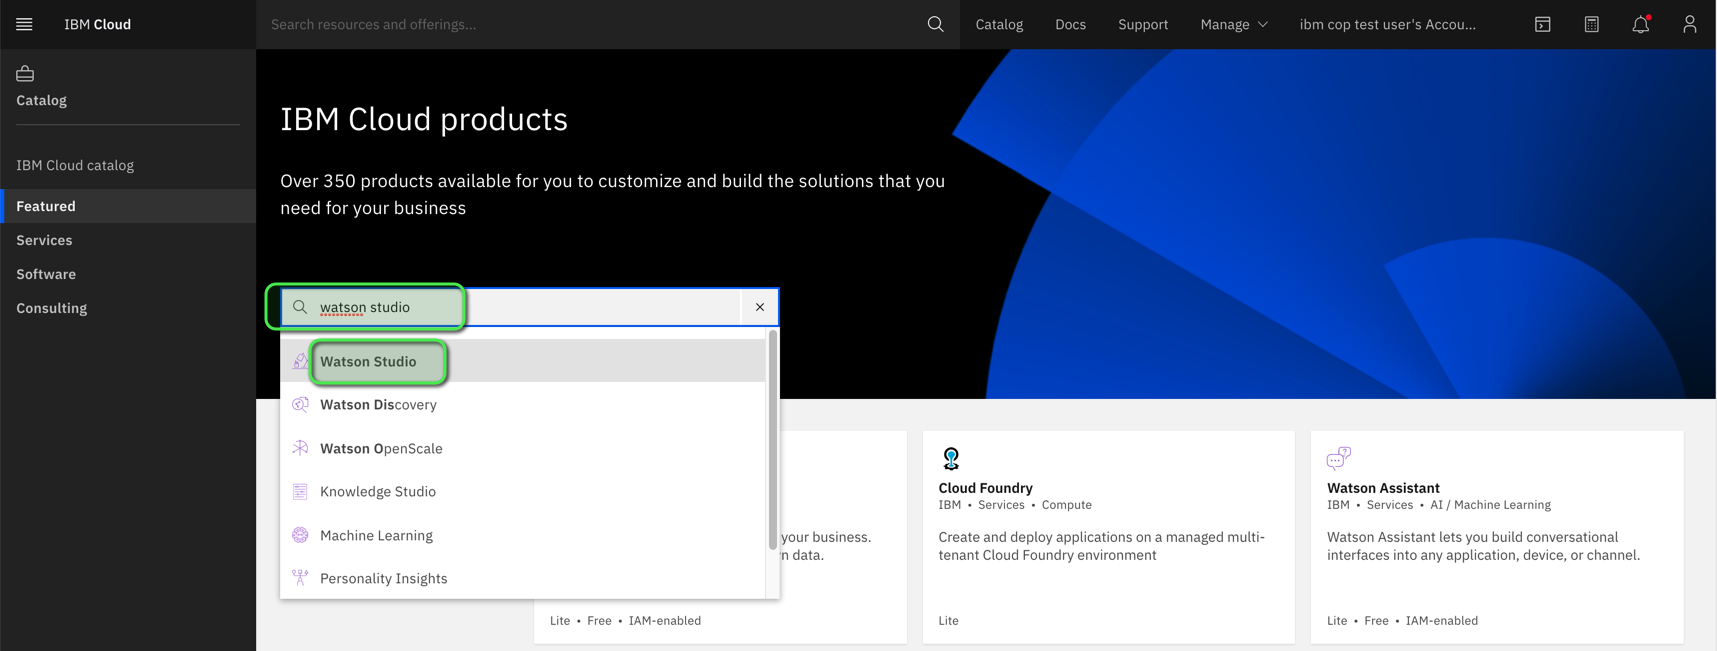 IBM Cloud
Search resources and offerings...
Catalog
Docs
Support
Manage
ibm cop test user's Accou...
Catalog
IBM Cloud catalog
Featured
Services
Software
Consulting
IBM Cloud products
Over 350 products available for you to customize and build the solutions that you
need for your business
watson studio
Watson Studio
Watson Discovery
Watson OpenScale
Knowledge Studio
Machine Learning
Personality Insights
your business.
n data.
Lite • Free • IAM-enabled
Cloud Foundry
IBM • Services • Compute
Create and deploy applications on a managed multi-
tenant Cloud Foundry environment
Lite
Watson Assistant
IBM • Services • AI / Machine Learning
Watson Assistant lets you build conversational
interfaces into any application, device, or channel.
Lite • Free • IAM-enabled